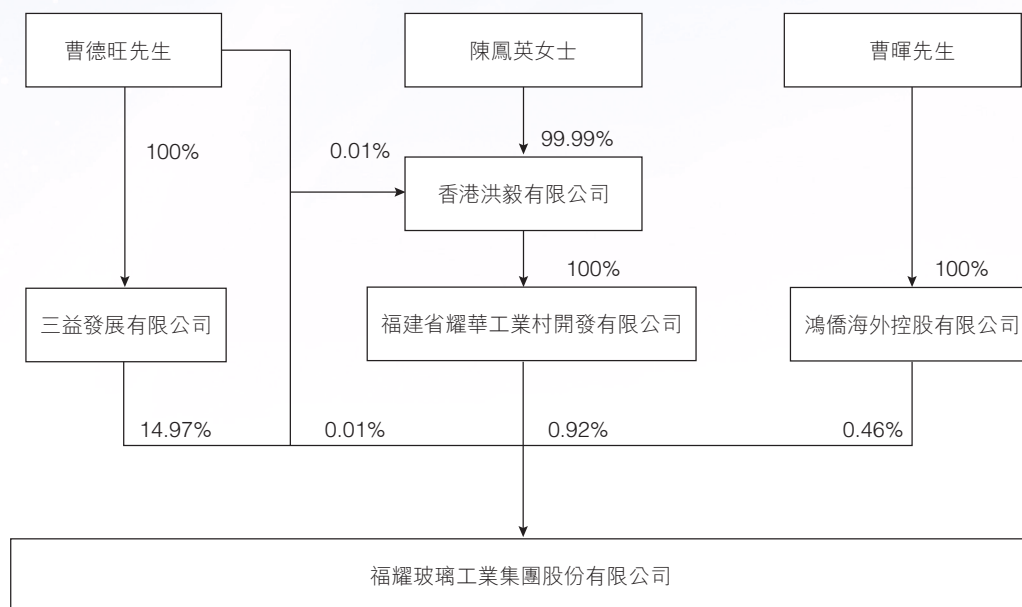 曹德旺先生
陳鳳英女士
曹暉先生
100%
0.01%
99.99%
香港洪毅有限公司
100%
100%
三益發展有限公司
福建省耀華工業村開發有限公司
鴻僑海外控股有限公司
14.97%
0.01%
0.92%
0.46%
福耀玻璃工業集團股份有限公司